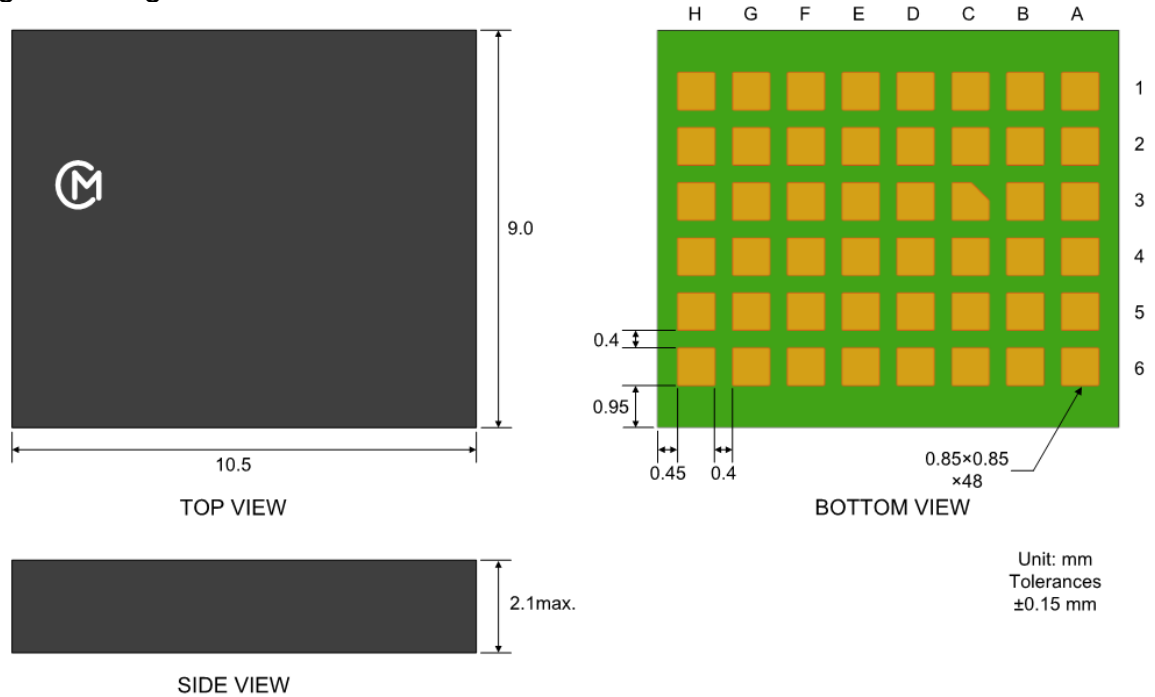 H G F E D C B A
1
2
3
4
5
6
9.0
10.5
TOP VIEW
0.4
0.95
0.45
0.4
0.85×0.85
×48
BOTTOM VIEW
2.1max.
SIDE VIEW
Unit: mm
Tolerances
±0.15 mm